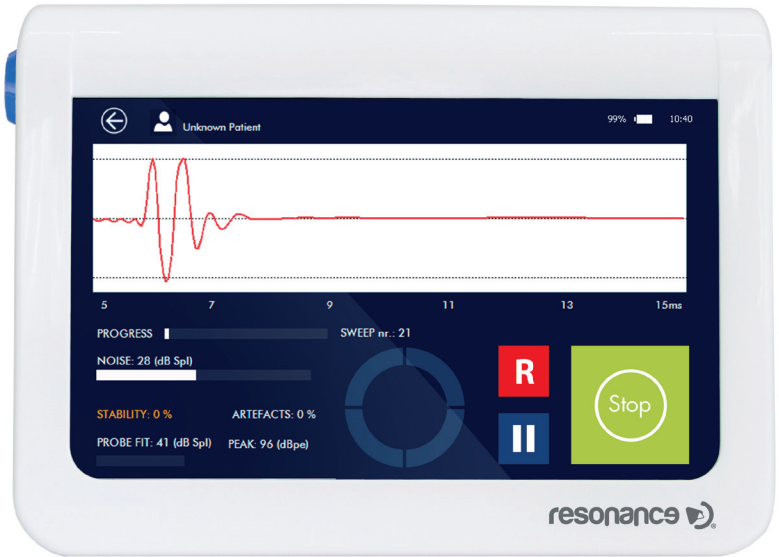 Unknown Patient
99%
10:40
5 7 9 11 13 15ms
PROGRESS
SWEEP nr.: 21
NOISE: 28 (dB Spl)
R
STABILITY: 0 %
ARTEFACTS: 0 %
Stop
PROBE FIT: 41 (dB Spl)
PEAK: 96 (dBpe)
resonance